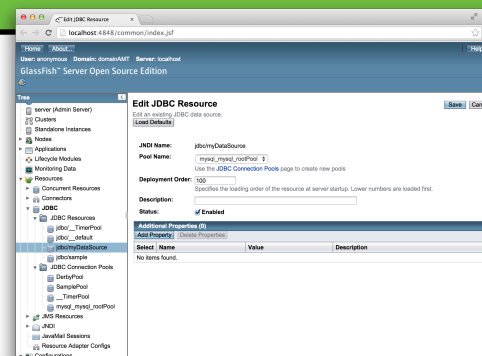 Edit JDBC Resource
localhost:4848/common/index.jsf
Home About... Help
User: anonymous Domain: domainAMT Server: localhost
GlassFish™ Server Open Source Edition
Tree
server (Admin Server)
Clusters
Standalone Instances
Nodes
Applications
Lifecycle Modules
Monitoring Data
Resources
Concurrent Resources
Connectors
JDBC
JDBC Resources
jdbc/__TimerPool
jdbc/__default
jdbc/myDataSource
jdbc/sample
JDBC Connection Pools
DerbyPool
SamplePool
__TimerPool
mysql_mysql_rootPool
JMS Resources
JNDI
JavaMail Sessions
Resource Adapter Configs
Configurations
Edit JDBC Resource
Save
Edit an existing JDBC data source.
Load Defaults
JNDI Name: jdbc/myDataSource
Pool Name: mysql_mysql_rootPool
Use the JDBC Connection Pools page to create new pools
Deployment Order: 100
Specifies the loading order of the resource at server startup. Lower numbers are loaded first.
Description:
Status: Enabled
Additional Properties (0)
Add Property Delete Properties
Select Name Value Description
No items found.